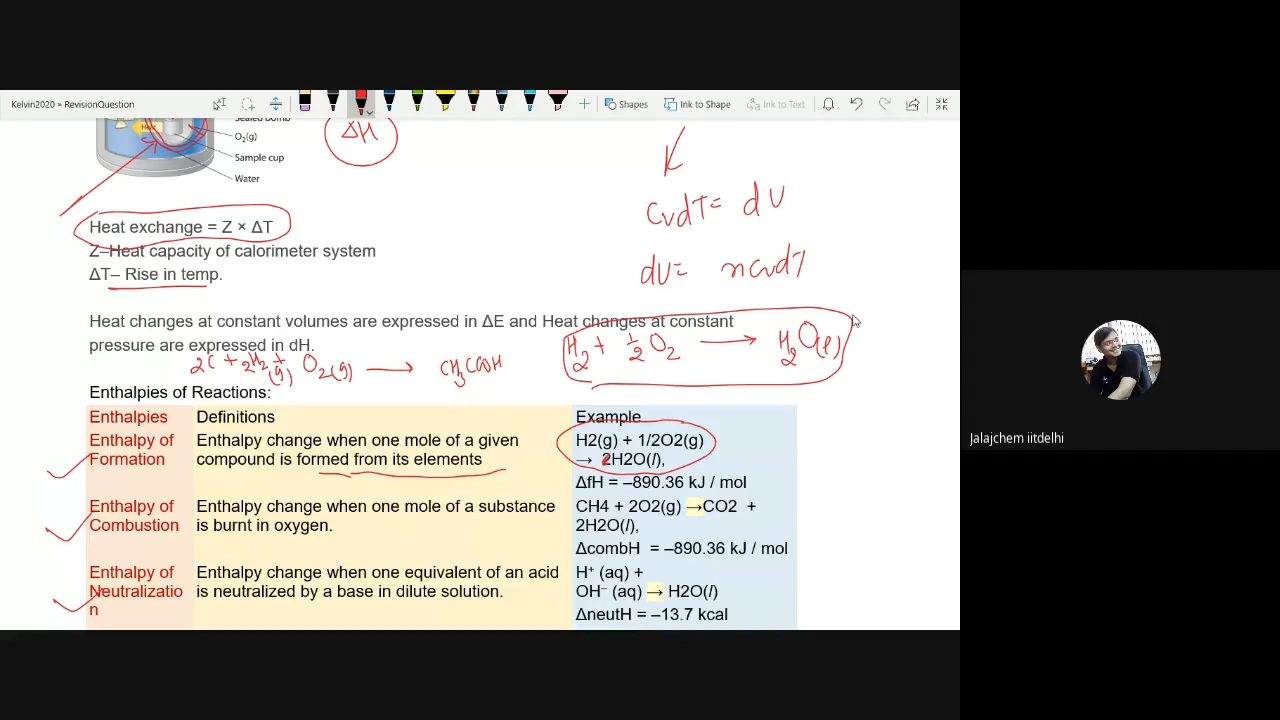 Kelvin2020 » RevisionQuestion
Shapes
Ink to Shape
Ink to Text
Sealed bomb
Heat
O₂(g)
Sample cup
Water
ΔH
K
CvdT = dU
dU = nCvdT
Heat exchange = Z × ΔT
Z–Heat capacity of calorimeter system
ΔT– Rise in temp.
Heat changes at constant volumes are expressed in ΔE and Heat changes at constant
pressure are expressed in dH.
H₂ + ½ O₂ → H₂O(l)
2C + 2H₂(g) + O₂(g) → CH₃COOH
Enthalpies of Reactions:
Enthalpies Definitions Example
Enthalpy of Formation
Enthalpy change when one mole of a given
compound is formed from its elements
H2(g) + 1/2O2(g)
→ 2H2O(l),
ΔfH = –890.36 kJ / mol
Enthalpy of Combustion
Enthalpy change when one mole of a substance
is burnt in oxygen.
CH4 + 2O2(g) →CO2 +
2H2O(l),
ΔcombH = –890.36 kJ / mol
Enthalpy of
Neutralizatio
n
Enthalpy change when one equivalent of an acid
is neutralized by a base in dilute solution.
H⁺ (aq) +
OH⁻ (aq) → H2O(l)
ΔneutH = –13.7 kcal
Jalajchem iitdelhi